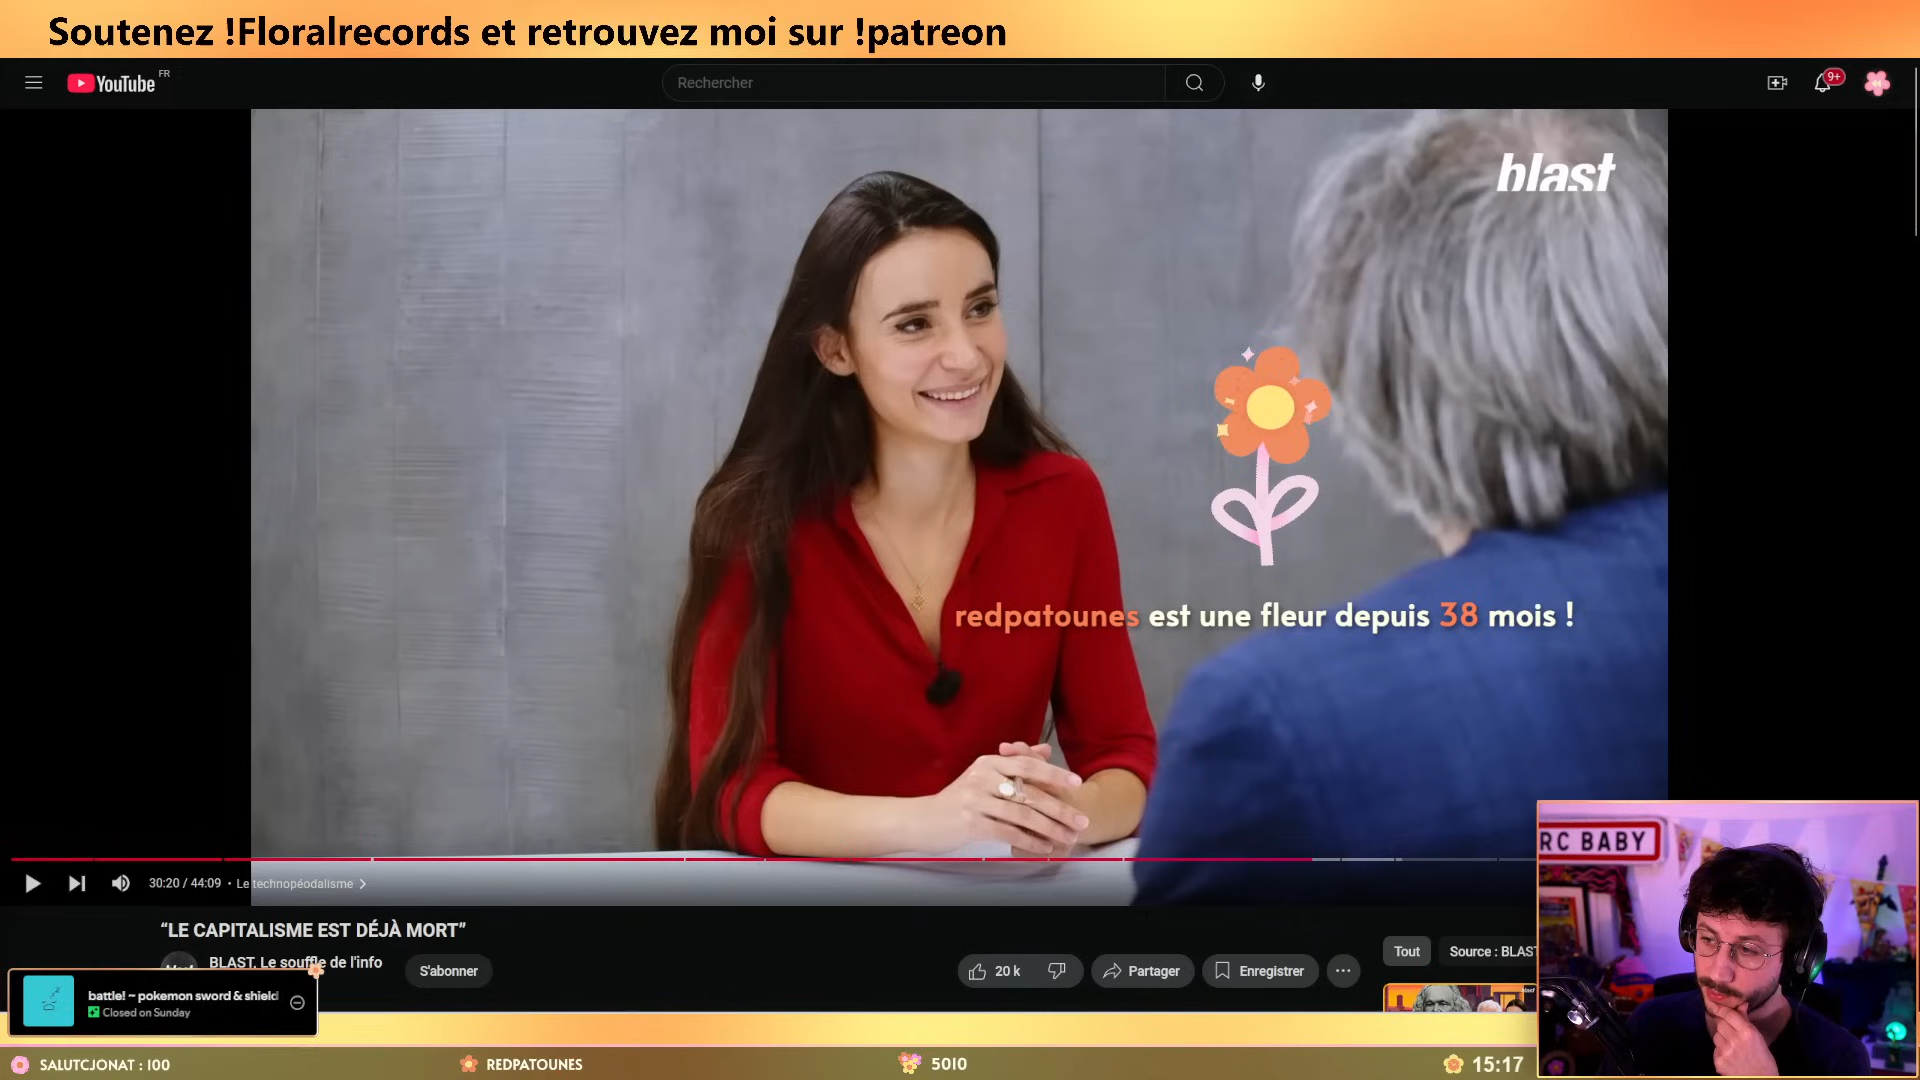 Soutenez !Floralrecords et retrouvez moi sur !patreon
YouTube FR
Rechercher
9+
blast
redpatounes est une fleur depuis 38 mois !
RC BABY
30:20 / 44:09 • Le technopéodalisme
“LE CAPITALISME EST DÉJÀ MORT”
BLAST, Le souffle de l'info
S'abonner
20 k
Partager
Enregistrer
Tout
Source : BLAST
battle! ~ pokemon sword & shield
Closed on Sunday
SALUTCJONAT : 100
REDPATOUNES
5010
15:17